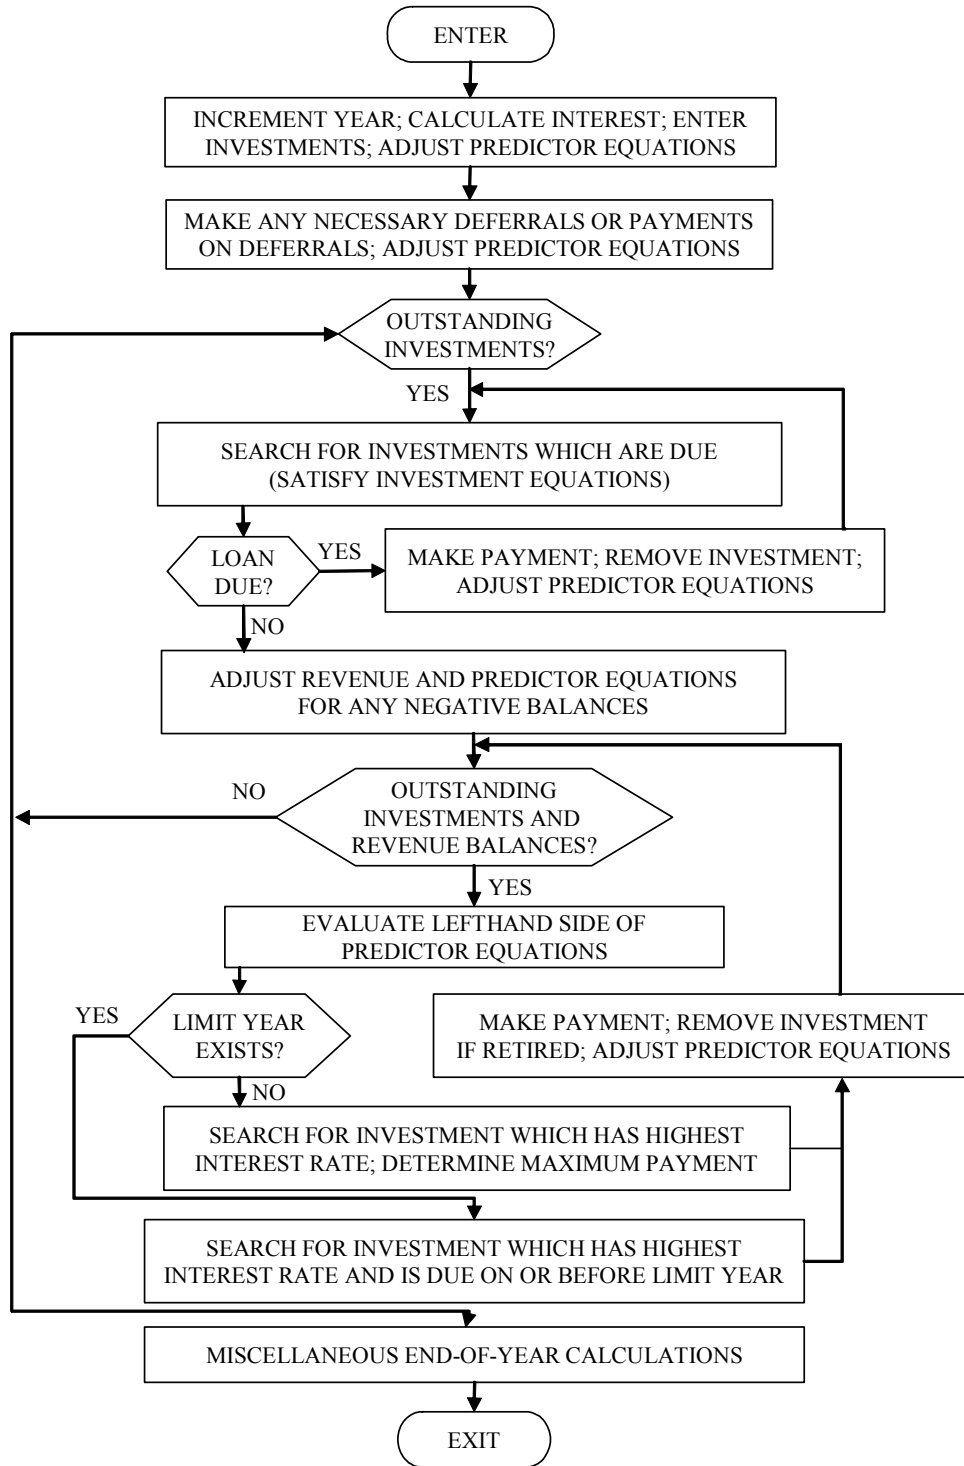 ENTER
INCREMENT YEAR; CALCULATE INTEREST; ENTER
INVESTMENTS; ADJUST PREDICTOR EQUATIONS
MAKE ANY NECESSARY DEFERRALS OR PAYMENTS
ON DEFERRALS; ADJUST PREDICTOR EQUATIONS
OUTSTANDING
INVESTMENTS?
YES
SEARCH FOR INVESTMENTS WHICH ARE DUE
(SATISFY INVESTMENT EQUATIONS)
LOAN
DUE?
YES
MAKE PAYMENT; REMOVE INVESTMENT;
ADJUST PREDICTOR EQUATIONS
NO
ADJUST REVENUE AND PREDICTOR EQUATIONS
FOR ANY NEGATIVE BALANCES
NO
OUTSTANDING
INVESTMENTS AND
REVENUE BALANCES?
YES
EVALUATE LEFTHAND SIDE OF
PREDICTOR EQUATIONS
YES
LIMIT YEAR
EXISTS?
MAKE PAYMENT; REMOVE INVESTMENT
IF RETIRED; ADJUST PREDICTOR EQUATIONS
NO
SEARCH FOR INVESTMENT WHICH HAS HIGHEST
INTEREST RATE; DETERMINE MAXIMUM PAYMENT
SEARCH FOR INVESTMENT WHICH HAS HIGHEST
INTEREST RATE AND IS DUE ON OR BEFORE LIMIT YEAR
MISCELLANEOUS END-OF-YEAR CALCULATIONS
EXIT